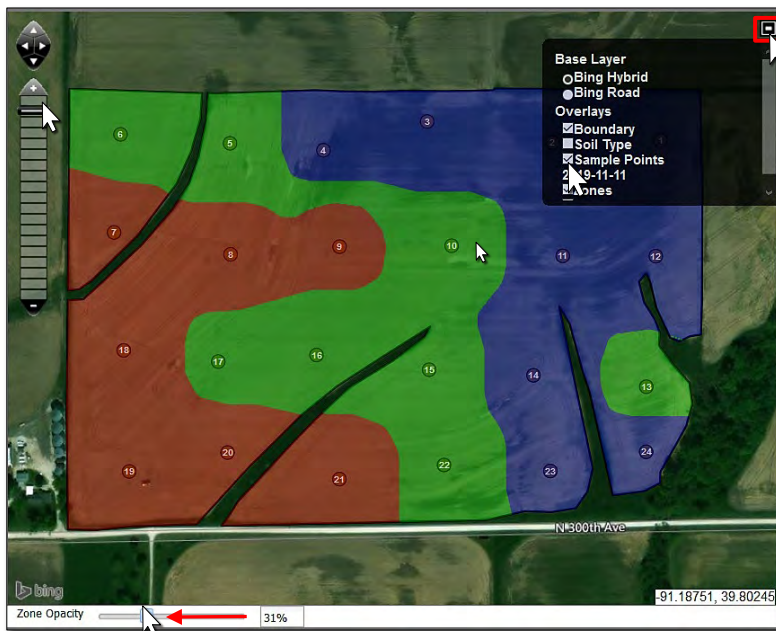 Base Layer
Bing Hybrid
Bing Road
Overlays
Boundary
Soil Type
Sample Points
6
5
3
4
2
1
7
8
9
10
11
12
18
17
16
15
14
13
19
20
21
22
23
24
N 300th Ave
bing
-91.18751, 39.80245
Zone Opacity
31%